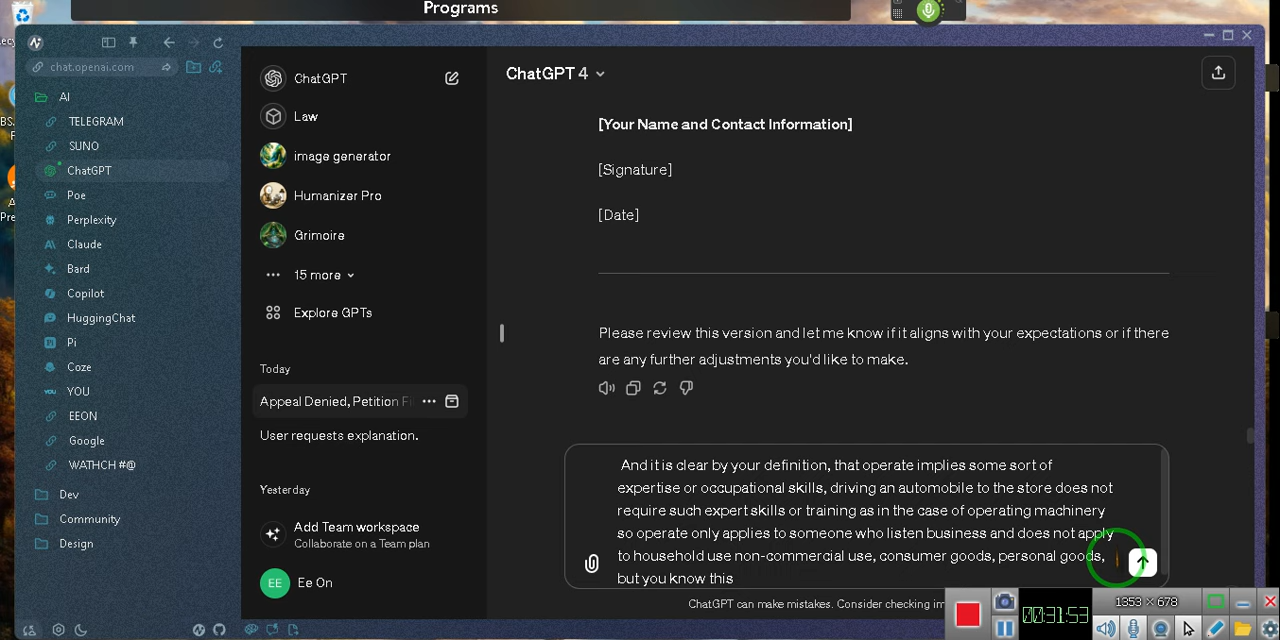 Programs
chat.openai.com
AI
TELEGRAM
SUNO
ChatGPT
Poe
Perplexity
Claude
Bard
Copilot
HuggingChat
Pi
Coze
YOU
EEON
Google
WATHCH #@
Dev
Community
Design
ChatGPT
Law
image generator
Humanizer Pro
Grimoire
15 more
Explore GPTs
Today
Appeal Denied, Petition Fi
User requests explanation.
Yesterday
Add Team workspace
Collaborate on a Team plan
EE Ee On
ChatGPT 4
[Your Name and Contact Information]
[Signature]
[Date]
Please review this version and let me know if it aligns with your expectations or if there
are any further adjustments you'd like to make.
And it is clear by your definition, that operate implies some sort of
expertise or occupational skills, driving an automobile to the store does not
require such expert skills or training as in the case of operating machinery
so operate only applies to someone who listen business and does not apply
to household use non-commercial use, consumer goods, personal goods,
but you know this
ChatGPT can make mistakes. Consider checking im
00:31:53
1353 × 678